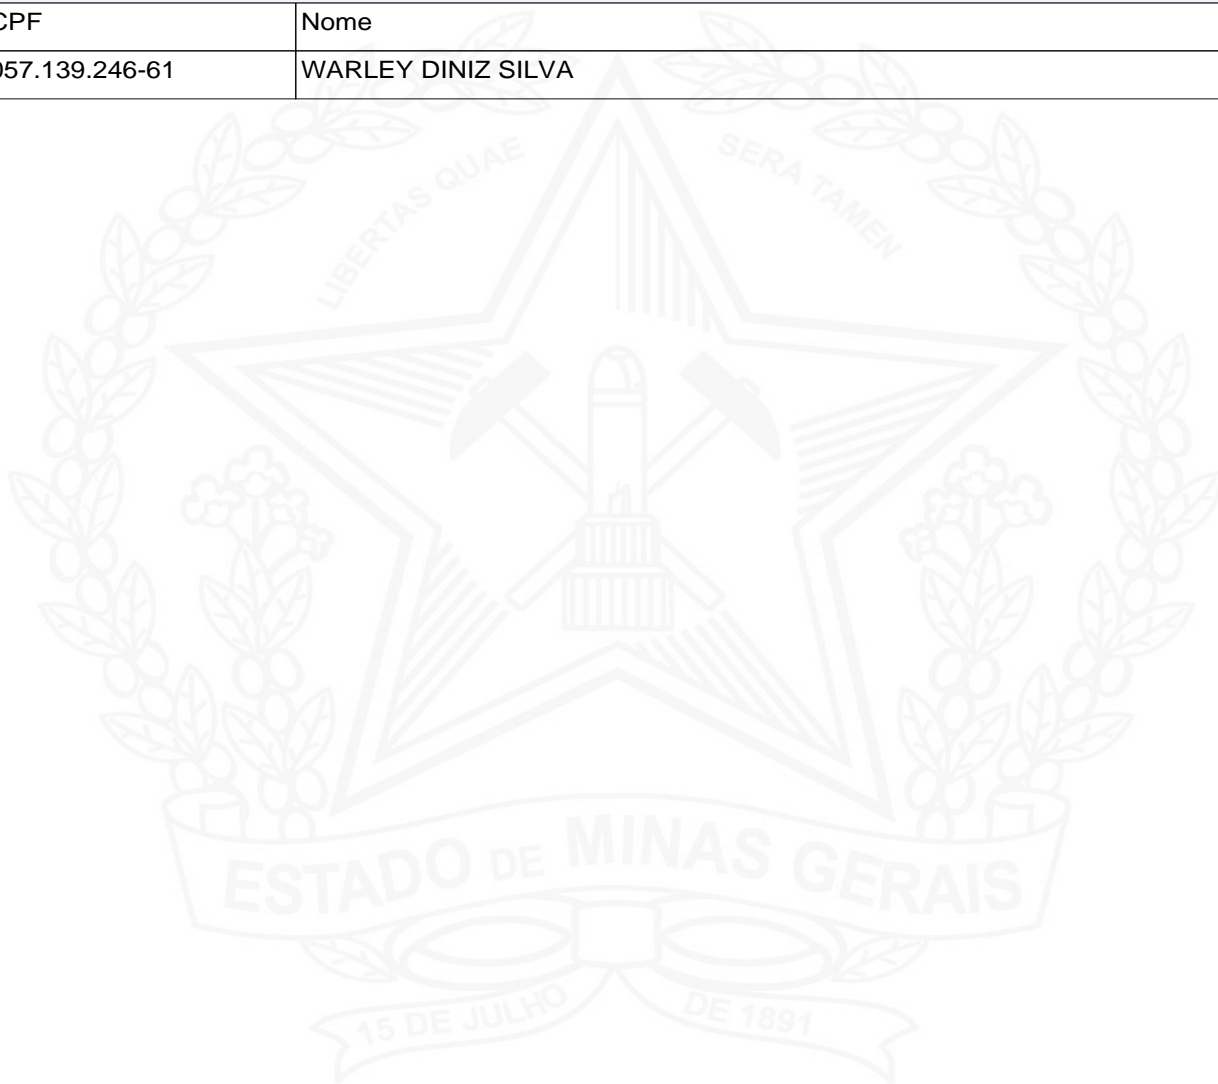 CPF Nome
057.139.246-61 WARLEY DINIZ SILVA
LIBERTAS QUAE SERA TAMEN
ESTADO DE MINAS GERAIS
15 DE JULHO DE 1891